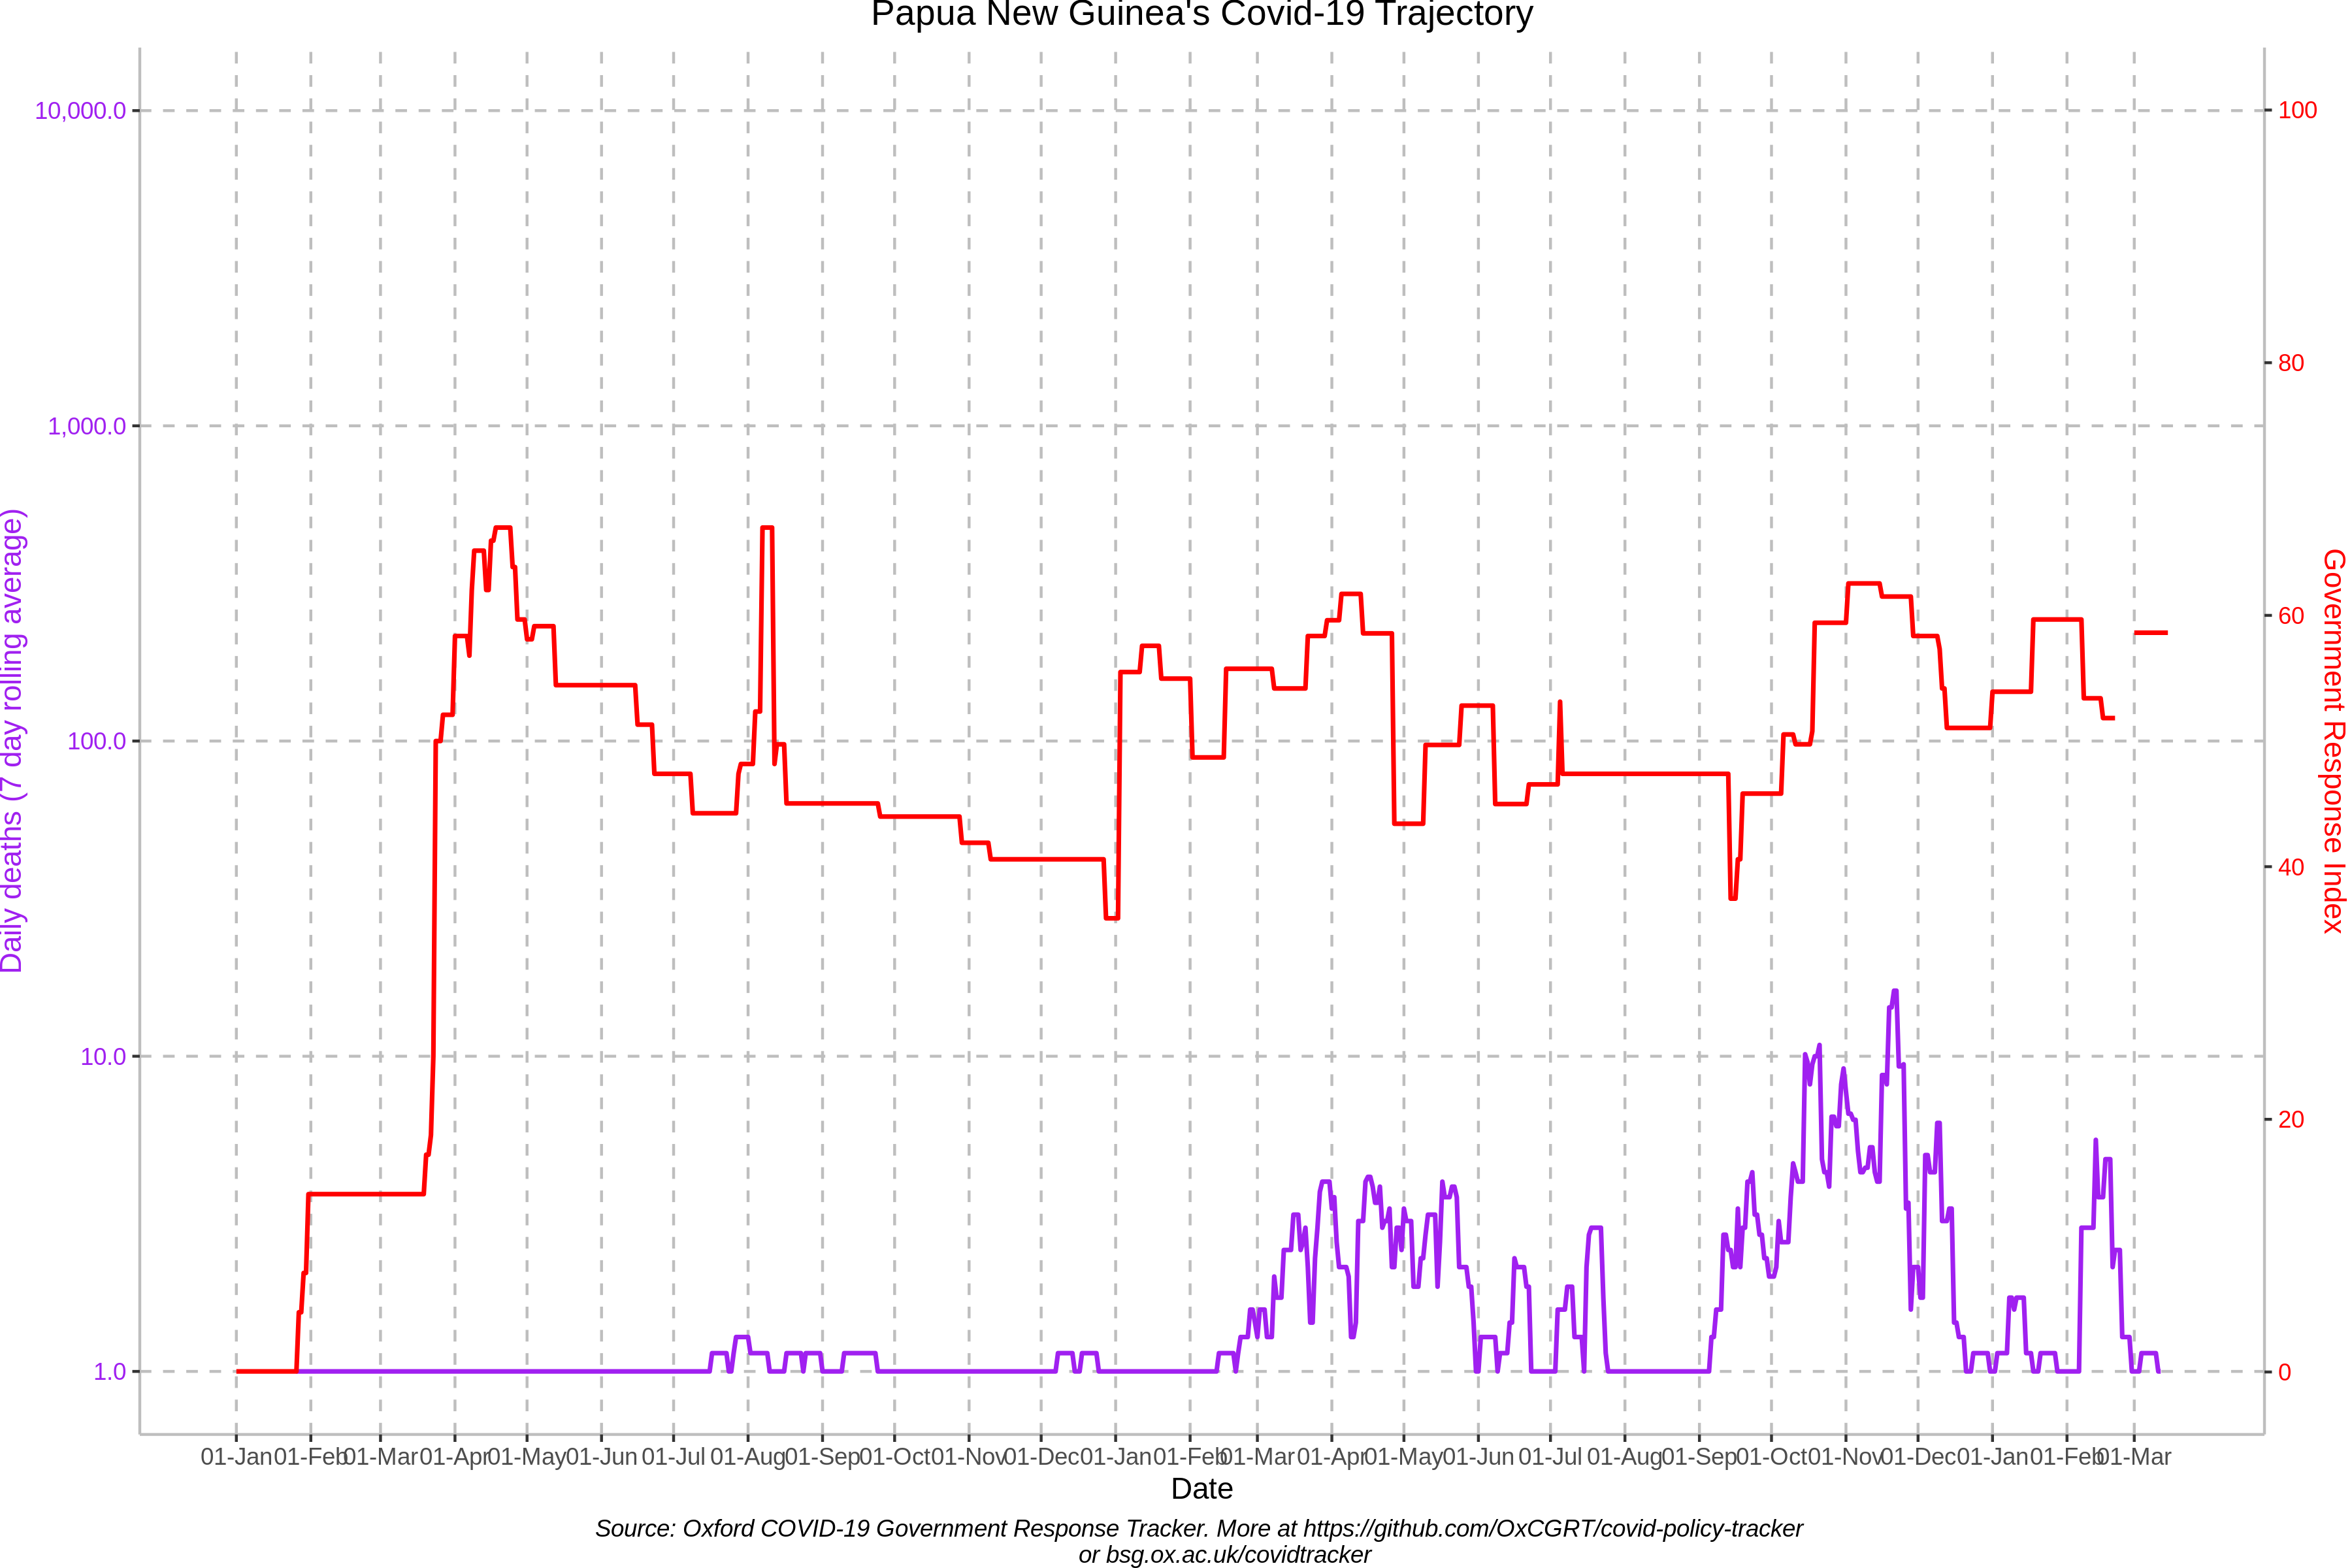 Papua New Guinea's Covid-19 Trajectory
10,000.0
1,000.0
100.0
10.0
1.0
Daily deaths (7 day rolling average)
100
80
60
40
20
0
Government Response Index
01-Jan 01-Feb 01-Mar 01-Apr 01-May 01-Jun 01-Jul 01-Aug 01-Sep 01-Oct 01-Nov 01-Dec 01-Jan 01-Feb 01-Mar 01-Apr 01-May 01-Jun 01-Jul 01-Aug 01-Sep 01-Oct 01-Nov 01-Dec 01-Jan 01-Feb 01-Mar
Date
Source: Oxford COVID-19 Government Response Tracker. More at https://github.com/OxCGRT/covid-policy-tracker
or bsg.ox.ac.uk/covidtracker